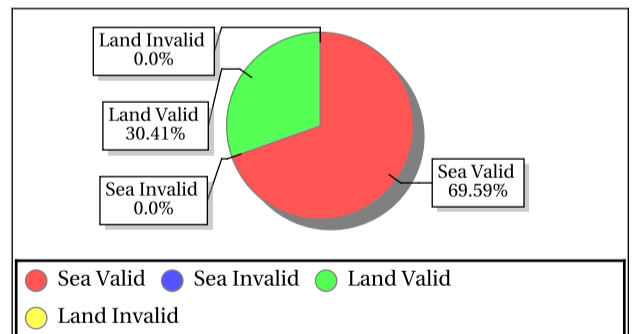 Land Invalid
0.0%
Land Valid
30.41%
Sea Invalid
0.0%
Sea Valid
69.59%
Sea Valid Sea Invalid Land Valid
Land Invalid